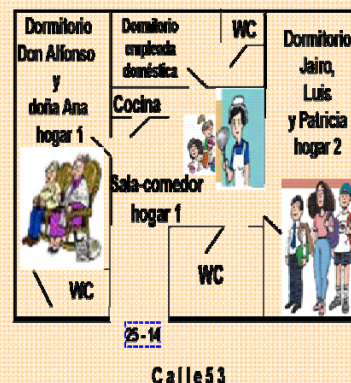 Dormitorio
Don Alfonso
y
doña Ana
hogar 1
Dormitorio
empleada
doméstica
WC
Dormitorio
Jairo,
Luis
y Patricia
hogar 2
Cocina
Sala-comedor
hogar 1
WC
WC
25-14
Calle53